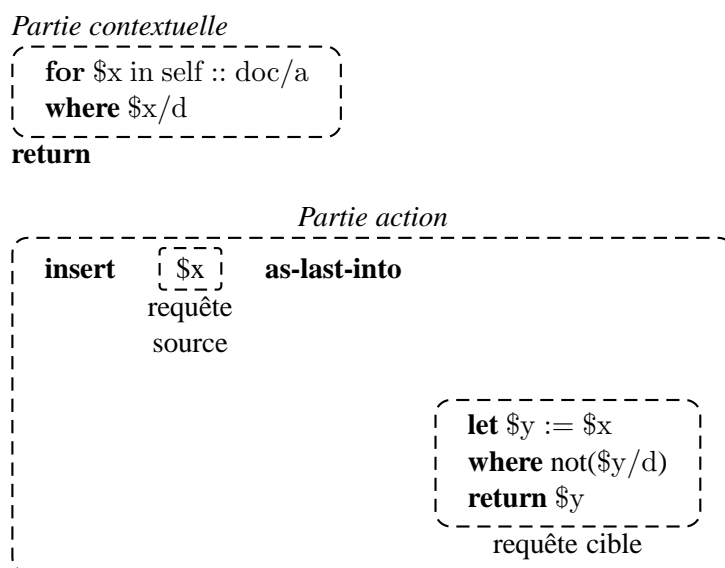 Partie contextuelle
for $x in self :: doc/a
where $x/d
return
Partie action
insert $x as-last-into
requête
source
let $y := $x
where not($y/d)
return $y
requête cible